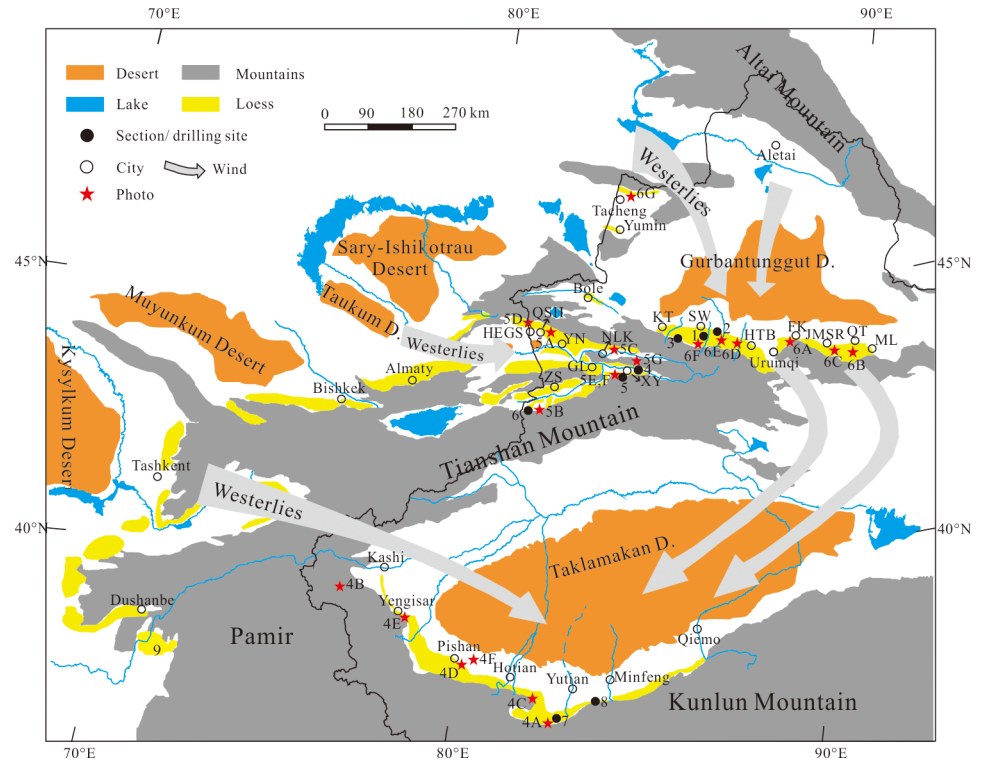 70°E
80°E
90°E
Desert
Mountains
Lake
Loess
0
90
180
270 km
Section/ drilling site
City
Wind
Photo
Altai Mountain
Aletai
Westerlies
6G
Tacheng
Yumin
45°N
45°N
Sary-Ishikotrau
Desert
Gurbantunggut D.
Taukum D.
Muyunkum Desert
Bole
5D
QSH
HEGS
5A
YN
NLK
5C
5G
KT
SW
1
2
3
6F
6E
6D
HTB
FK
JMSR
QT
ML
6A
6C
6B
Urumqi
Westerlies
Almaty
Bishkek
GL
4
ZS
5E,F
5
XY
6
5B
Kysylkum Deser
Tianshan Mountain
Tashkent
Westerlies
40°N
40°N
Taklamakan D.
Kashi
4B
Yengisar
4E
Dushanbe
9
Pamir
Pishan
4F
4D
Hotian
Qiemo
Yutian
Minfeng
4C
8
4A
7
Kunlun Mountain
70°E
80°E
90°E